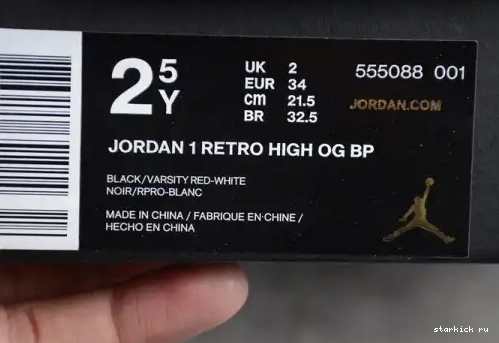 2 5 Y
UK 2
EUR 34
cm 21.5
BR 32.5
555088 001
JORDAN.COM
JORDAN 1 RETRO HIGH OG BP
BLACK/VARSITY RED-WHITE
NOIR/RPRO-BLANC
MADE IN CHINA / FABRIQUE EN·CHINE /
HECHO EN CHINA
starkick ru